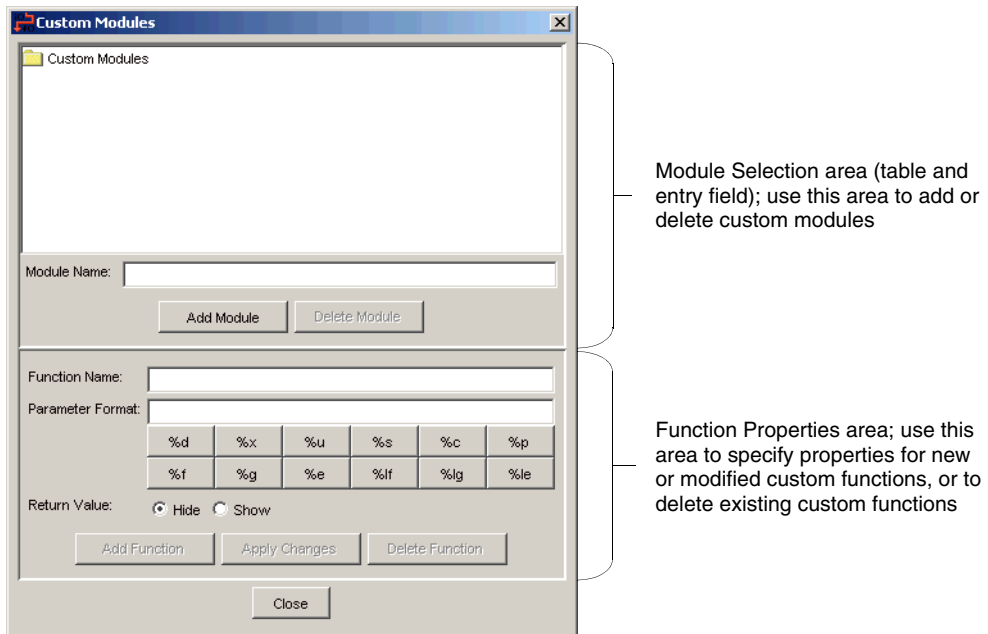 Custom Modules
Custom Modules
Module Name:
Add Module Delete Module
Function Name:
Parameter Format:
%d %x %u %s %c %p
%f %g %e %lf %lg %le
Return Value: Hide Show
Add Function Apply Changes Delete Function
Close
Module Selection area (table and
entry field); use this area to add or
delete custom modules
Function Properties area; use this
area to specify properties for new
or modified custom functions, or to
delete existing custom functions